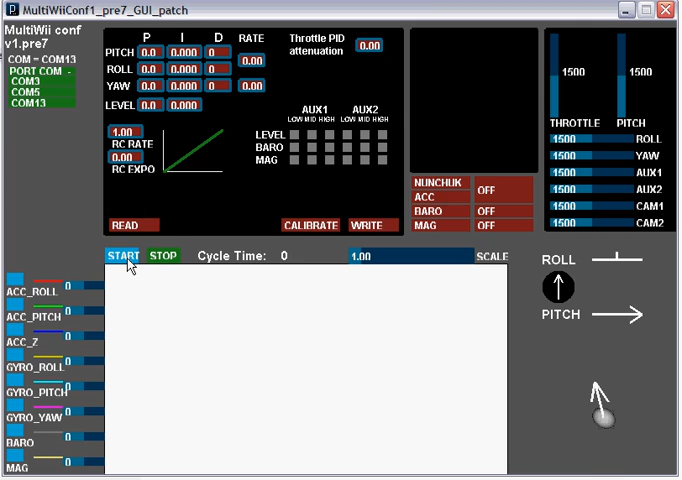 MultiWiiConf1_pre7_GUI_patch
MultiWii conf
v1.pre7
COM = COM13
PORT COM -
COM3
COM5
COM13
P I D RATE
PITCH 0.0 0.000 0
0.00
ROLL 0.0 0.000 0
YAW 0.0 0.000 0 0.00
LEVEL 0.0 0.000
Throttle PID
attenuation 0.00
1.00
RC RATE
0.00
RC EXPO
AUX1 AUX2
LOW MID HIGH LOW MID HIGH
LEVEL
BARO
MAG
READ CALIBRATE WRITE
NUNCHUK
ACC OFF
BARO
MAG OFF
1500 1500
THROTTLE PITCH
1500 ROLL
1500 YAW
1500 AUX1
1500 AUX2
1500 CAM1
1500 CAM2
START STOP Cycle Time: 0 1.00 SCALE
ROLL
PITCH
0
ACC_ROLL
0
ACC_PITCH
0
ACC_Z
0
GYRO_ROLL
0
GYRO_PITCH
0
GYRO_YAW
0
BARO
0
MAG